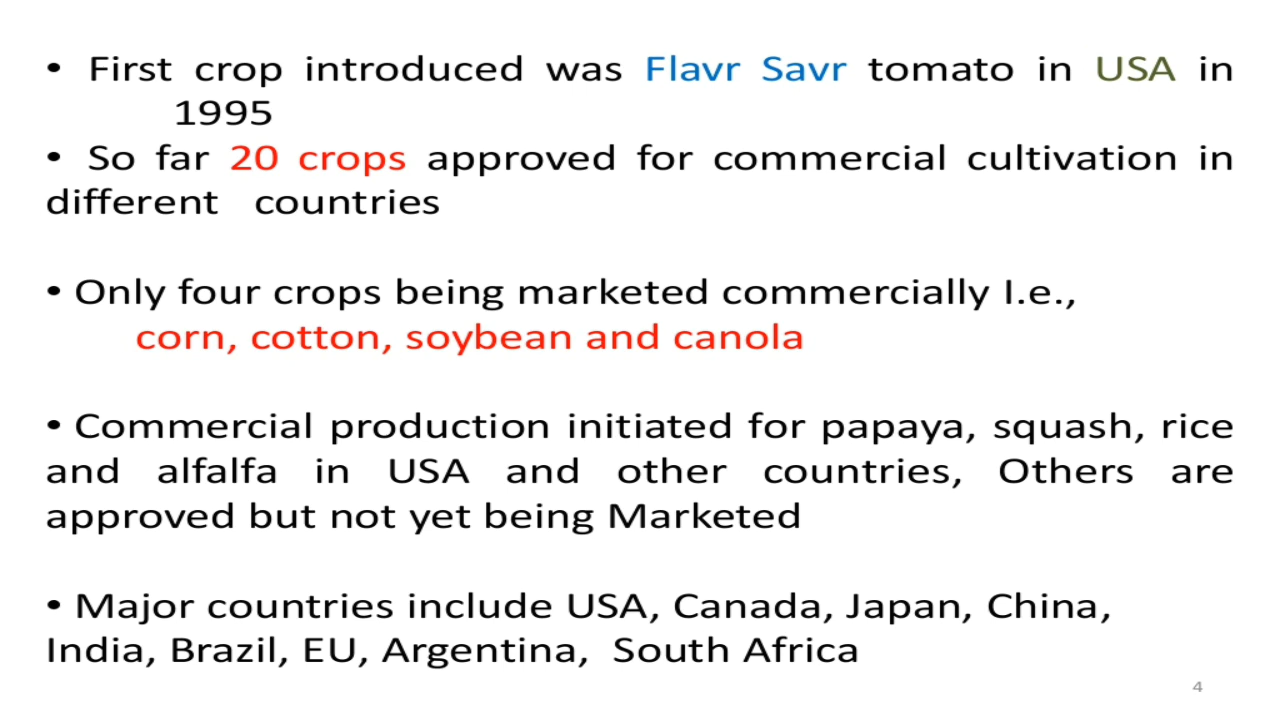 • First crop introduced was Flavr Savr tomato in USA in
1995
• So far 20 crops approved for commercial cultivation in
different countries
• Only four crops being marketed commercially I.e.,
corn, cotton, soybean and canola
• Commercial production initiated for papaya, squash, rice
and alfalfa in USA and other countries, Others are
approved but not yet being Marketed
• Major countries include USA, Canada, Japan, China,
India, Brazil, EU, Argentina, South Africa
4